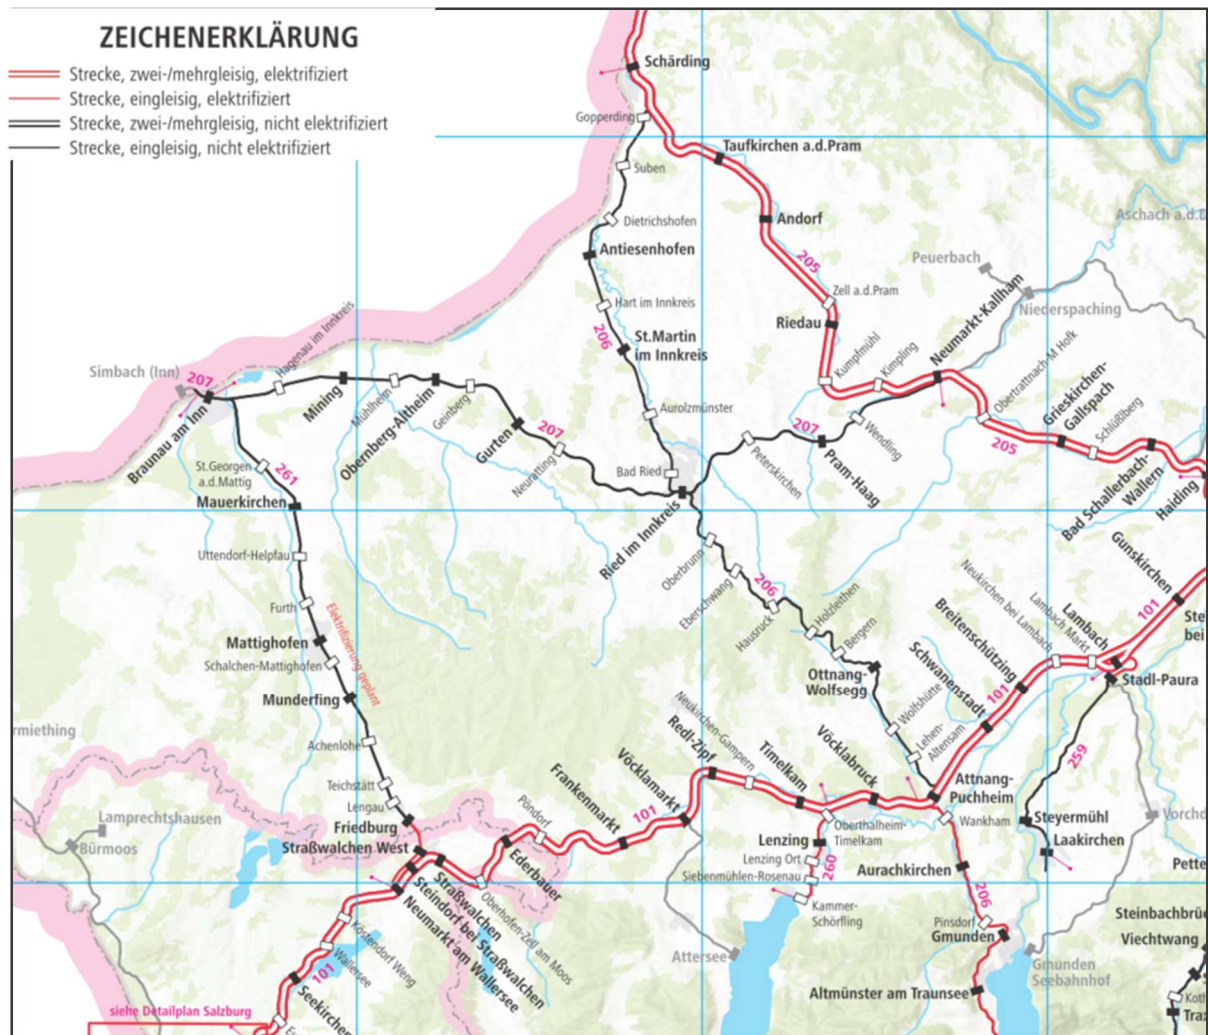 ZEICHENERKLÄRUNG
Strecke, zwei-/mehrgleisig, elektrifiziert
Strecke, eingleisig, elektrifiziert
Strecke, zwei-/mehrgleisig, nicht elektrifiziert
Strecke, eingleisig, nicht elektrifiziert
Schärding
Gopperding
Suben
Taufkirchen a.d.Pram
Dietrichshofen
Andorf
Aschach a.d.D
Antiesenhofen
205
Peuerbach
Zell a.d.Pram
Hart im Innkreis
Niederspaching
Riedau
206
St.Martin
im Innkreis
Kumpfmühl
Kimpling
Neumarkt-Kallham
Obertrattnach-M Hofk
Simbach (Inn)
207
Hagenau im Innkreis
Braunau am Inn
Mining
Mühlheim
Obernberg-Altheim
Geinberg
Gurten
207
Neuratting
Aurolzmünster
Bad Ried
Ried im Innkreis
Peterskirchen
207
Pram-Haag
Wendling
205
Grieskirchen-
Gallspach
Schlüßlberg
Bad Schallerbach-
Wallern
Haiding
St.Georgen
a.d.Mattig
261
Mauerkirchen
Uttendorf-Helpfau
Furth
Elektrifizierung geplant
Mattighofen
Schalchen-Mattighofen
Munderfing
Achenlohe
Teichstätt
Lengau
Friedburg
Straßwalchen West
Oberbrunn
Eberschwang
206
Hausruck
Holzleithen
Bergern
Ottnang-
Wolfsegg
Wolfshütte
Lehen-
Altensam
Gunskirchen
101
Ste
bei
Neukirchen bei Lambach
Lambach Markt
Lambach
Stadl-Paura
Breitenschützing
101
Schwanenstadt
259
rmiething
Lamprechtshausen
Bürmoos
Neukirchen-Gampern
Redl-Zipf
Timelkam
Vöcklabruck
Attnang-
Puchheim
Vöcklamarkt
101
Frankenmarkt
Pöndorf
Ederbauer
Oberhofen-Zell am Moos
Straßwalchen
Steindorf bei Straßwalchen
Neumarkt am Wallersee
Köstendorf Weng
Wallersee
101
Seekirchen
siehe Detailplan Salzburg
Wankham
Oberthalheim-
Timelkam
Lenzing
Lenzing Ort
260
Siebenmühlen-Rosenau
Kammer-
Schörfling
Aurachkirchen
206
Pinsdorf
Gmunden
Attersee
Altmünster am Traunsee
Gmunden
Seebahnhof
Steyermühl
Laakirchen
Vorchd
Pette
Steinbachbrü
Viechtwang
Koth
Tra